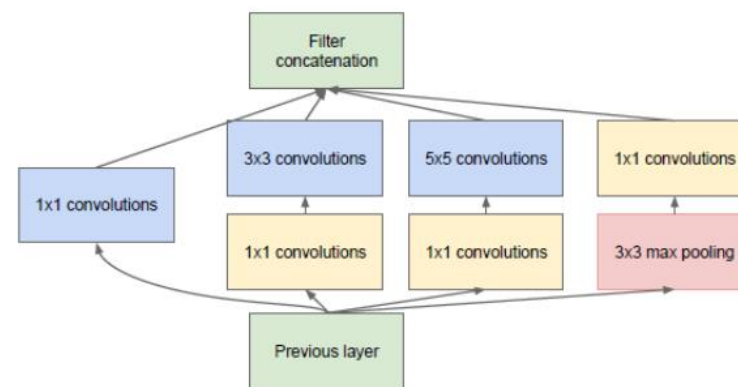 Filter
concatenation
3x3 convolutions
5x5 convolutions
1x1 convolutions
1x1 convolutions
1x1 convolutions
1x1 convolutions
3x3 max pooling
Previous layer